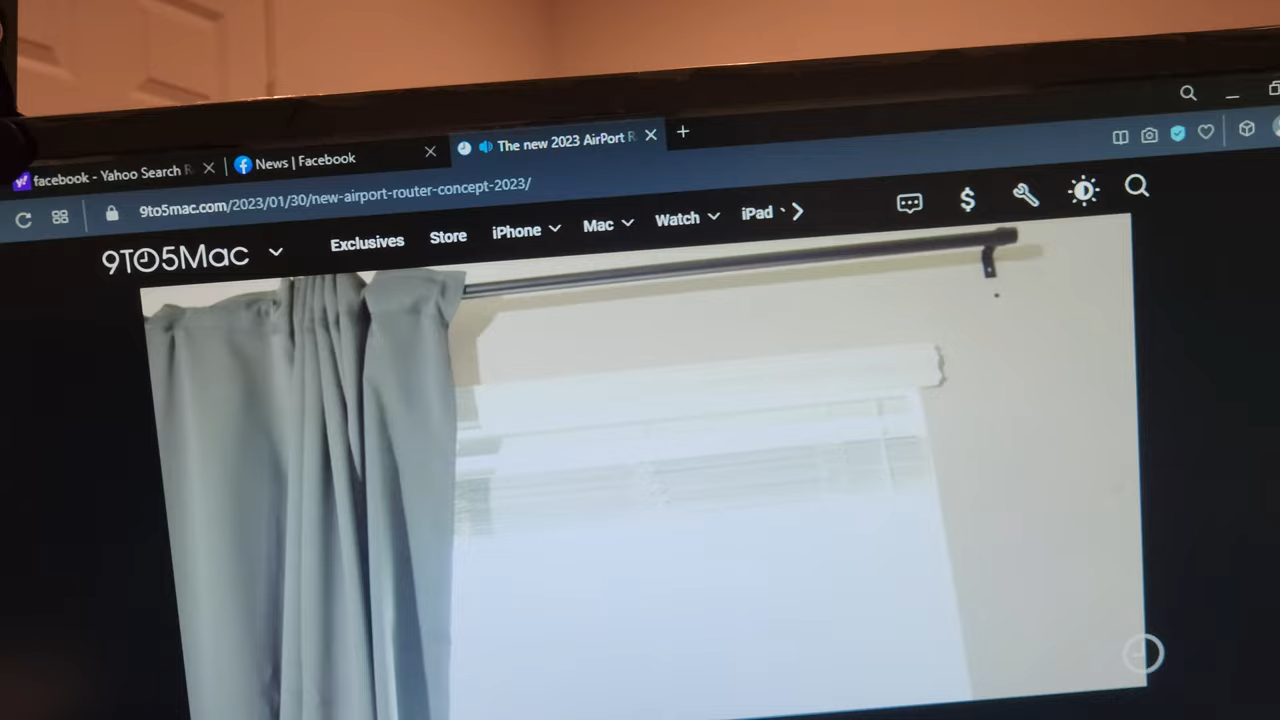 facebook - Yahoo Search R
News | Facebook
The new 2023 AirPort R
9to5mac.com/2023/01/30/new-airport-router-concept-2023/
9TO5Mac
Exclusives Store iPhone Mac Watch iPad